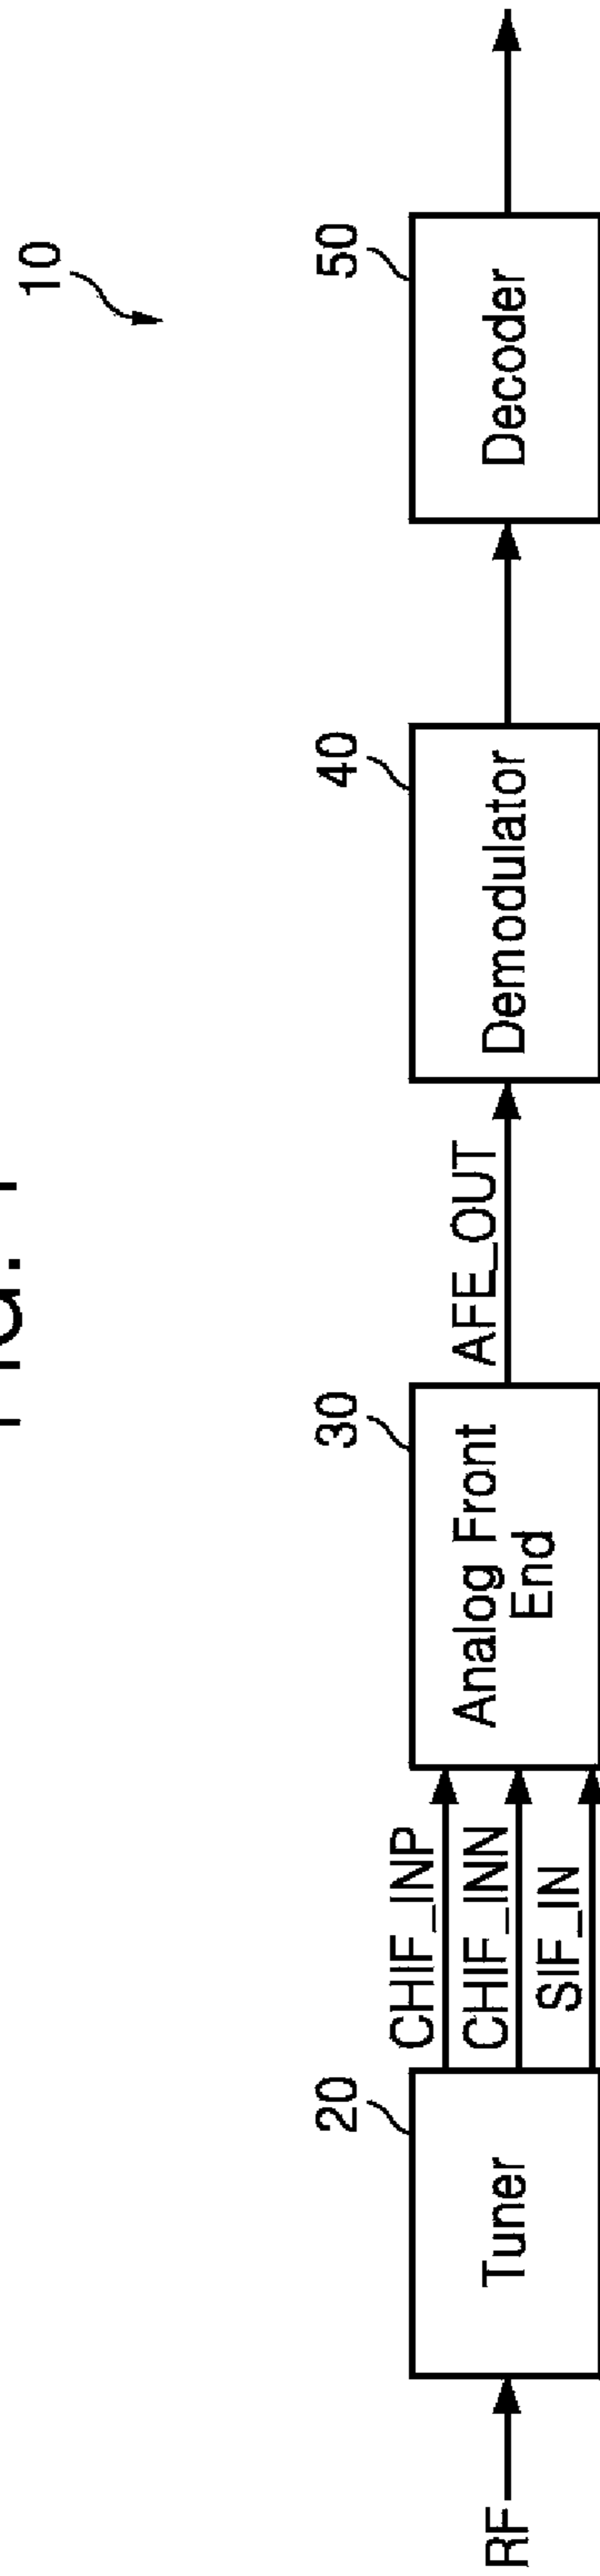 10
RF
Tuner
20
CHIF_INP
CHIF_INN
SIF_IN
Analog Front
End
30
AFE_OUT
Demodulator
40
Decoder
50